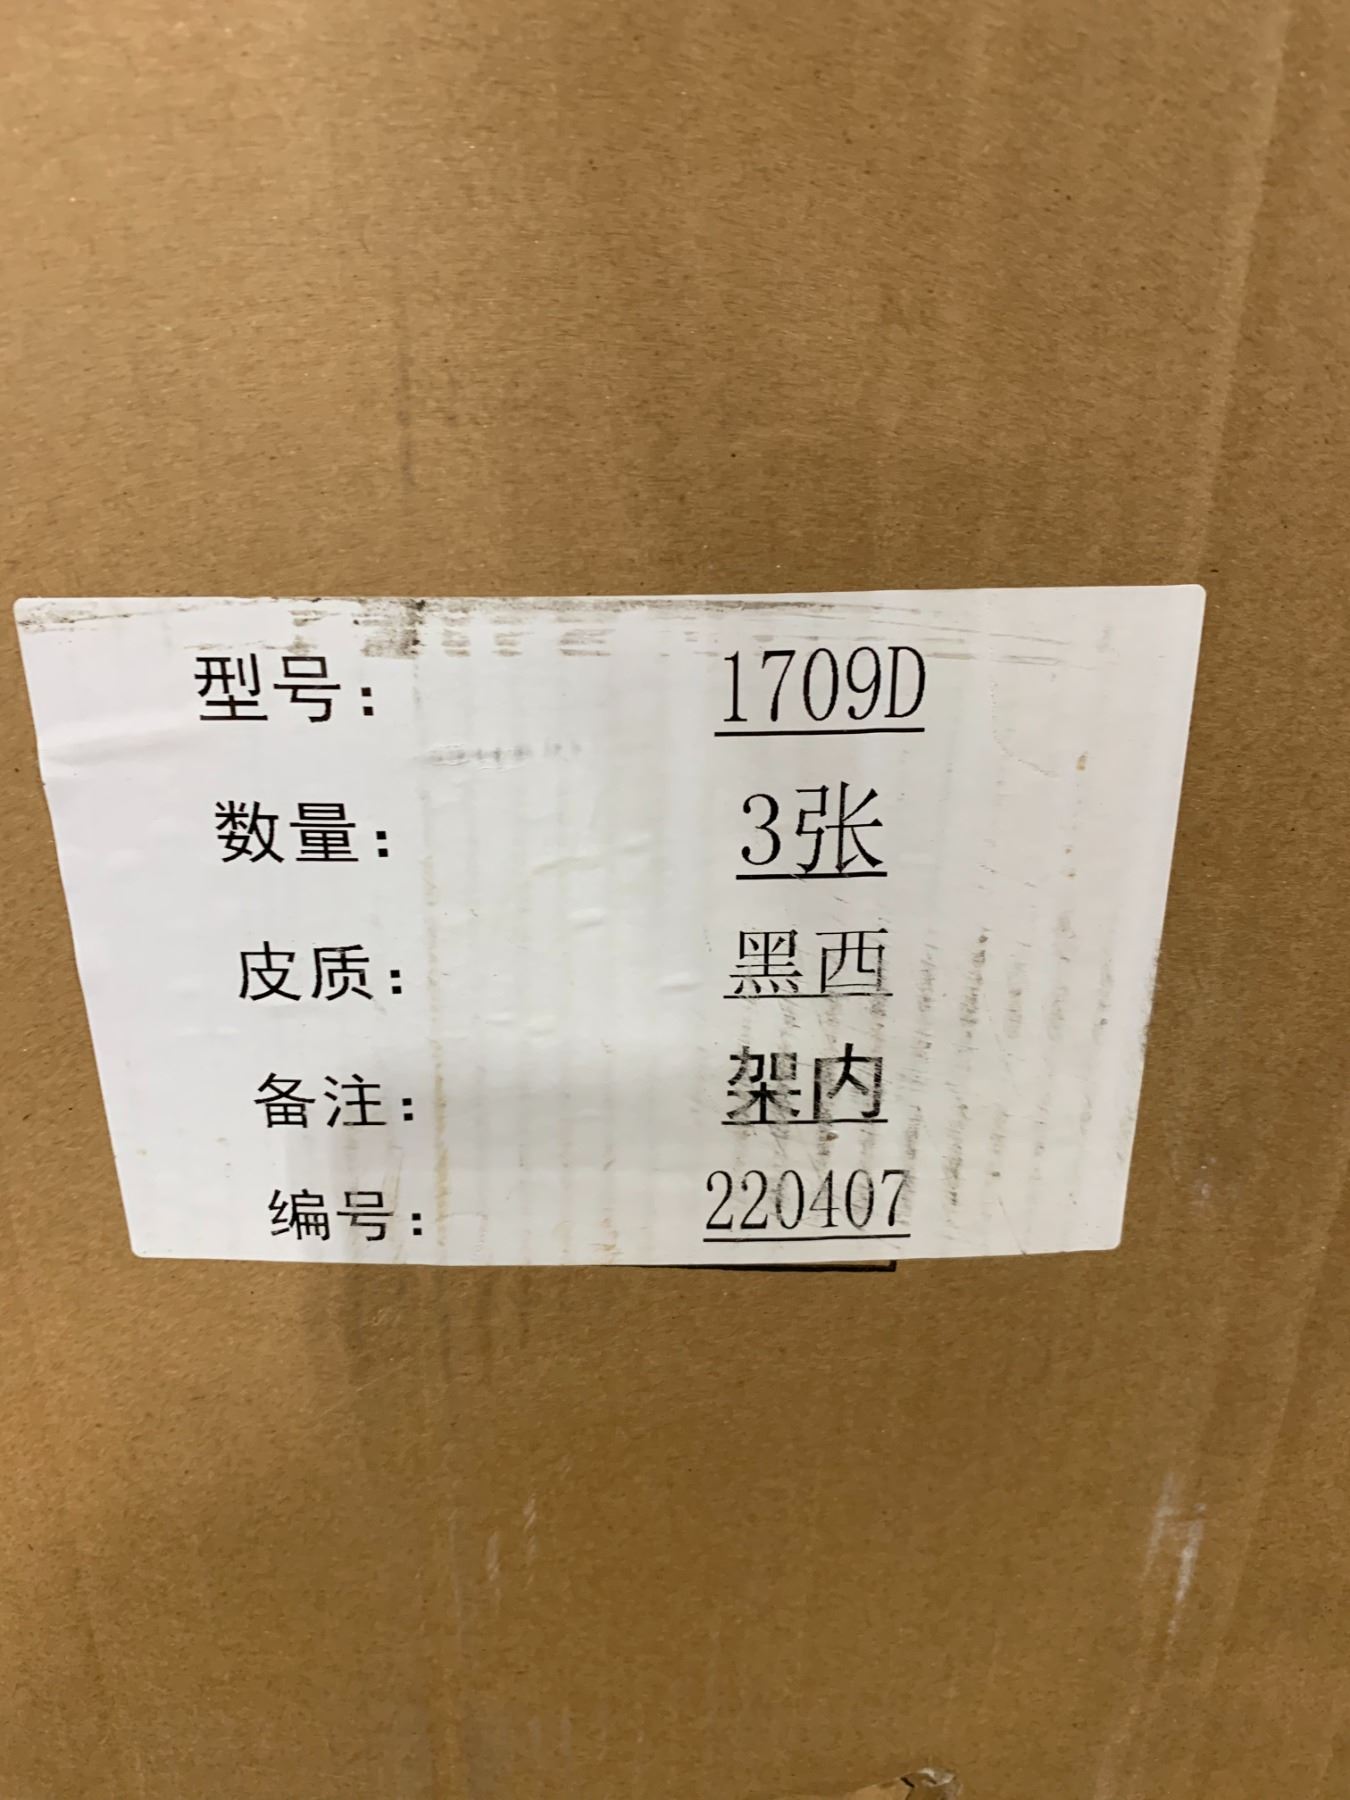 型号: 1709D
数量: 3张
皮质: 黑西
备注: 架内
编号: 220407